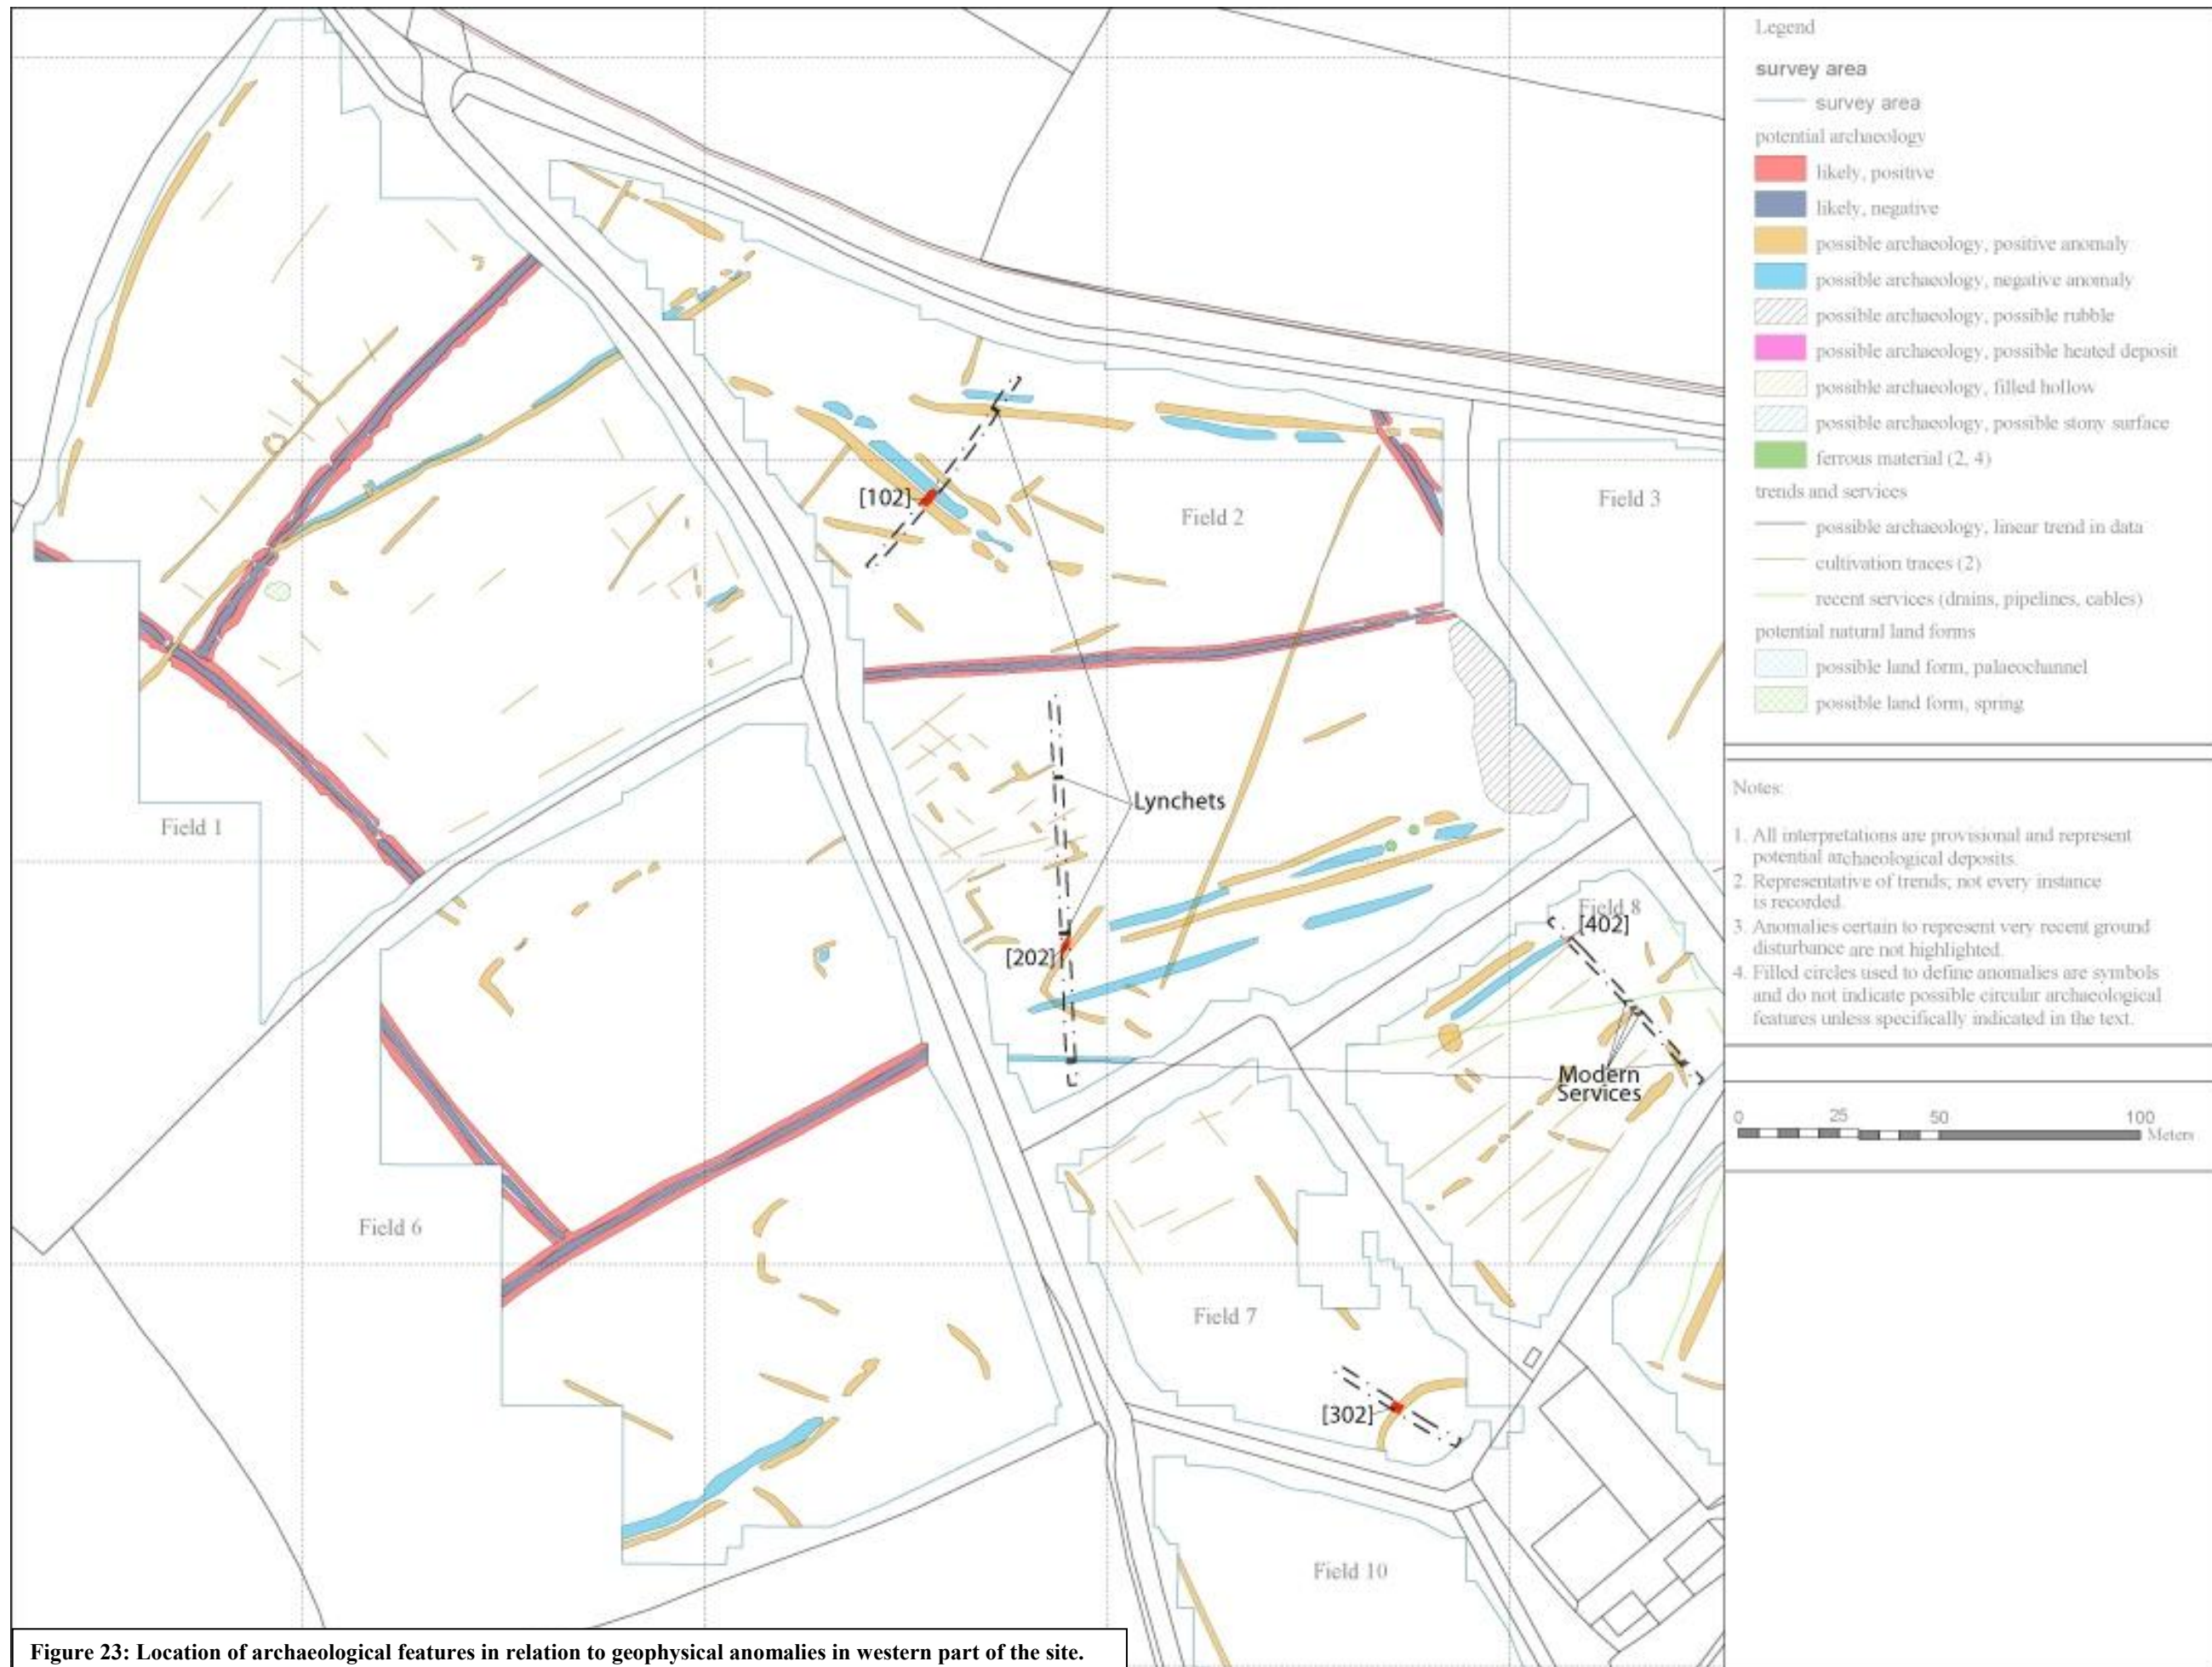 [102]
Field 2
Field 3
Lynchets
Field 1
Field 8
[402]
[202]
Modern
Services
Field 6
Field 7
[302]
Field 10
Figure 23: Location of archaeological features in relation to geophysical anomalies in western part of the site.
Legend
survey area
survey area
potential archaeology
likely, positive
likely, negative
possible archaeology, positive anomaly
possible archaeology, negative anomaly
possible archaeology, possible rubble
possible archaeology, possible heated deposit
possible archaeology, filled hollow
possible archaeology, possible stony surface
ferrous material (2, 4)
trends and services
possible archaeology, linear trend in data
cultivation traces (2)
recent services (drains, pipelines, cables)
potential natural land forms
possible land form, palaeochannel
possible land form, spring
Notes:
1. All interpretations are provisional and represent
potential archaeological deposits.
2. Representative of trends; not every instance
is recorded.
3. Anomalies certain to represent very recent ground
disturbance are not highlighted.
4. Filled circles used to define anomalies are symbols
and do not indicate possible circular archaeological
features unless specifically indicated in the text.
0 25 50 100
Meters